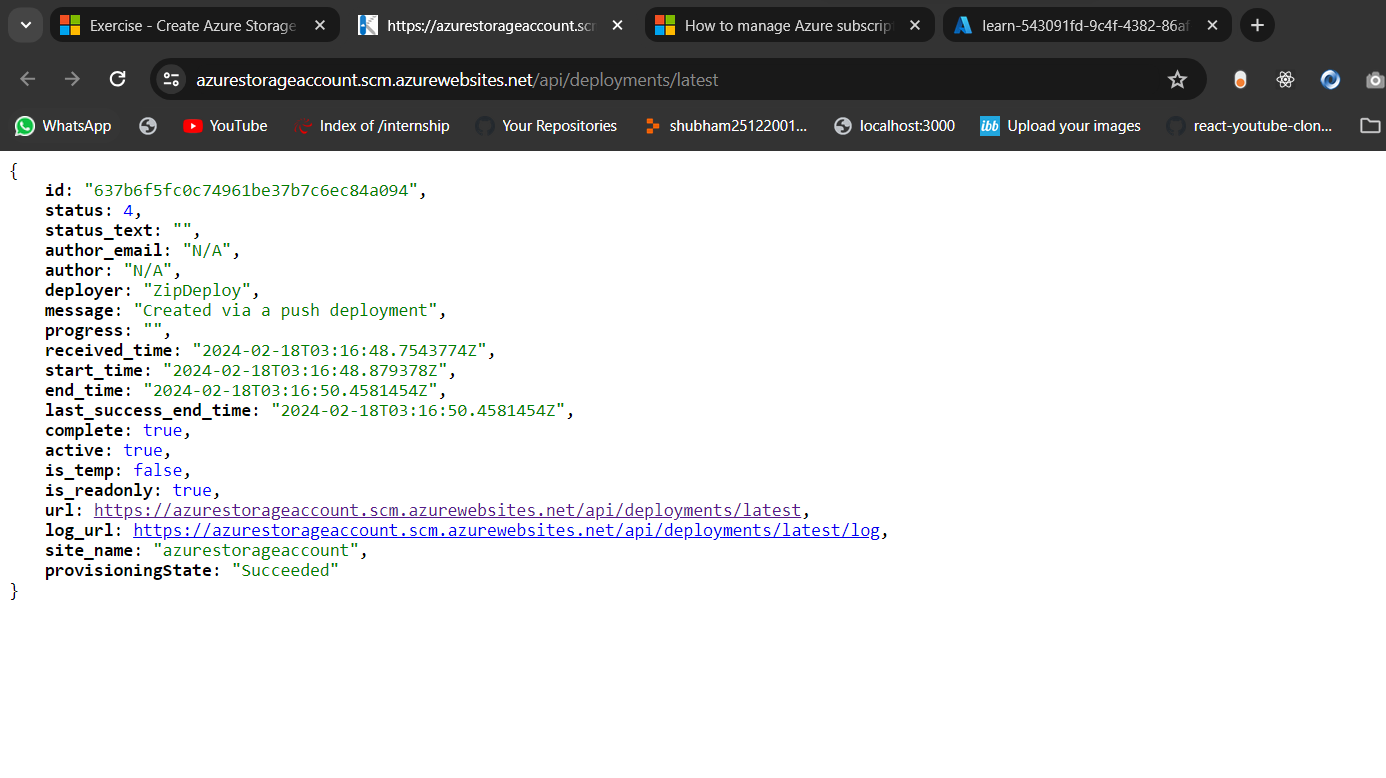 Exercise - Create Azure Storage
https://azurestorageaccount.scm
How to manage Azure subscript
learn-543091fd-9c4f-4382-86af
azurestorageaccount.scm.azurewebsites.net/api/deployments/latest
WhatsApp
YouTube
Index of /internship
Your Repositories
shubham25122001...
localhost:3000
ibb Upload your images
react-youtube-clon...
{
id: "637b6f5fc0c74961be37b7c6ec84a094",
status: 4,
status_text: "",
author_email: "N/A",
author: "N/A",
deployer: "ZipDeploy",
message: "Created via a push deployment",
progress: "",
received_time: "2024-02-18T03:16:48.7543774Z",
start_time: "2024-02-18T03:16:48.879378Z",
end_time: "2024-02-18T03:16:50.4581454Z",
last_success_end_time: "2024-02-18T03:16:50.4581454Z",
complete: true,
active: true,
is_temp: false,
is_readonly: true,
url: https://azurestorageaccount.scm.azurewebsites.net/api/deployments/latest,
log_url: https://azurestorageaccount.scm.azurewebsites.net/api/deployments/latest/log,
site_name: "azurestorageaccount",
provisioningState: "Succeeded"
}